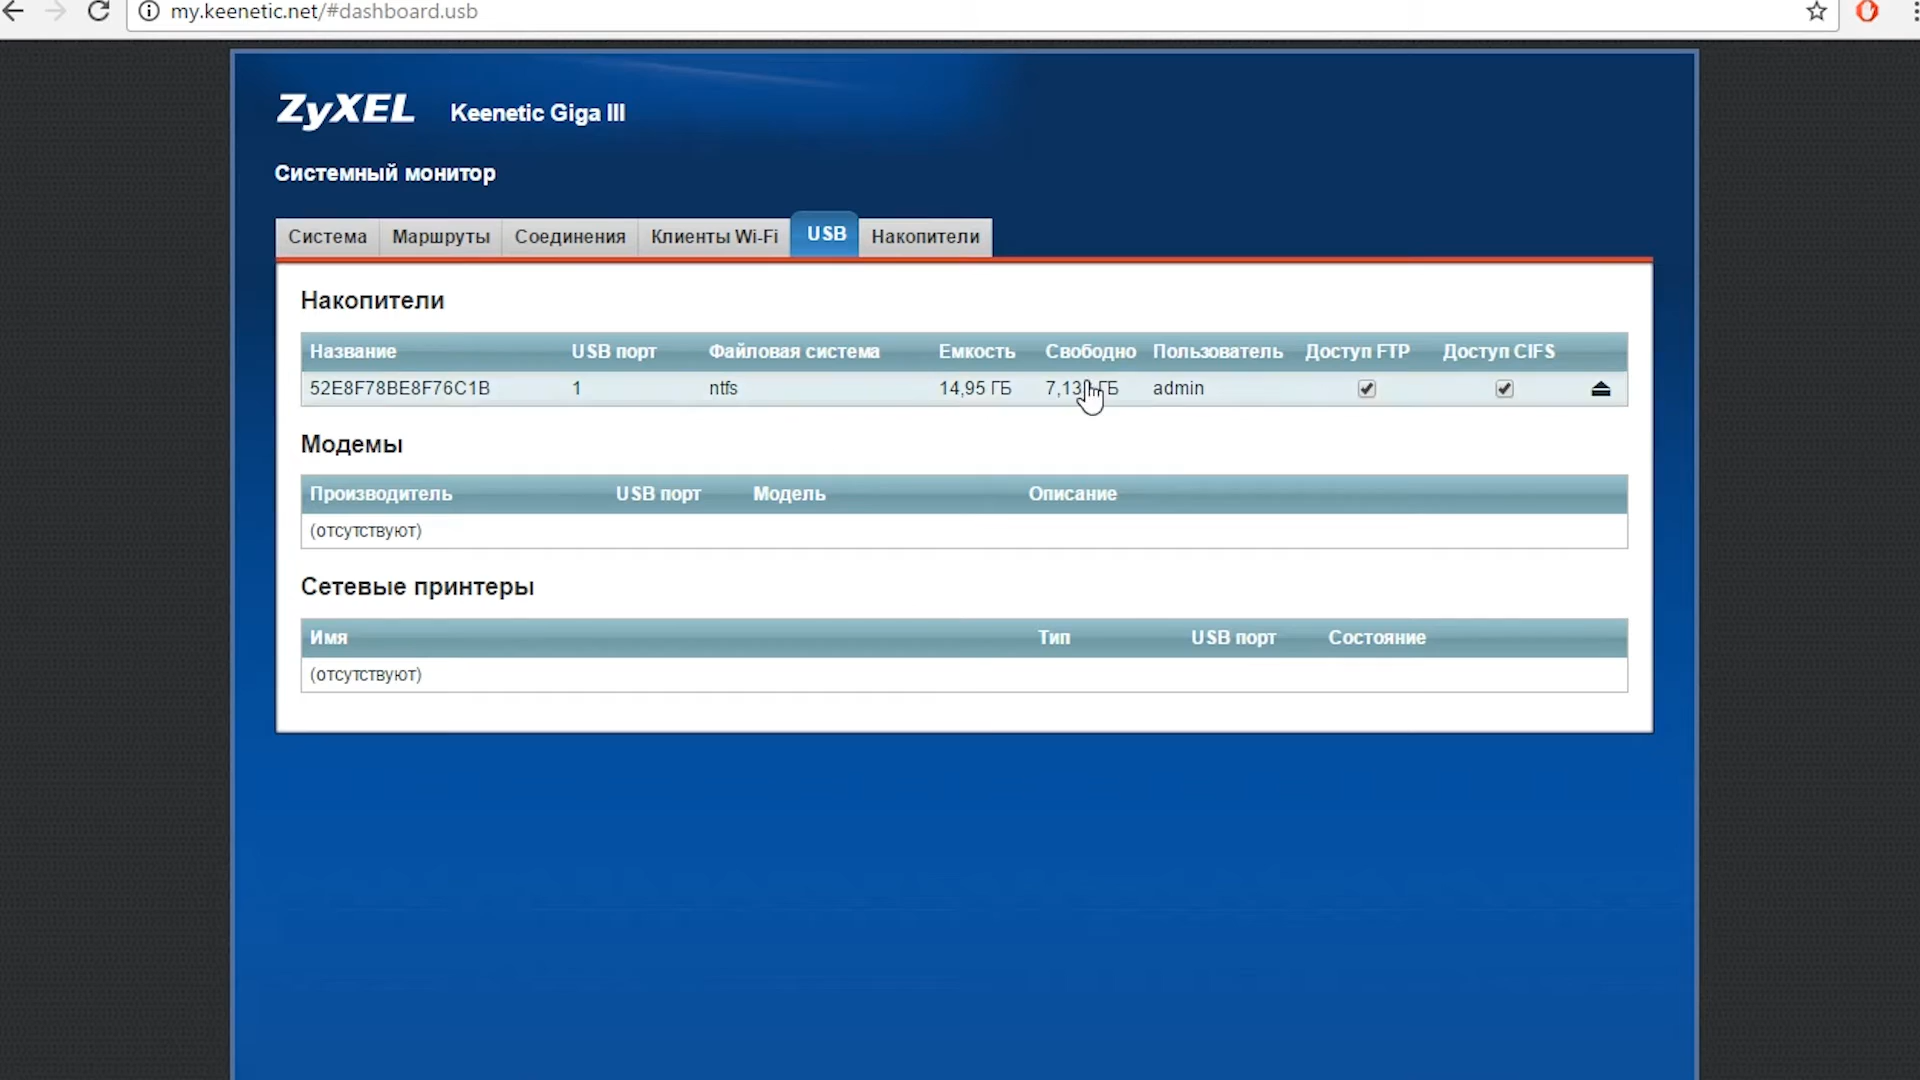 my.keenetic.net/#dashboard.usb
ZyXEL Keenetic Giga III
Системный монитор
Система Маршруты Соединения Клиенты Wi-Fi USB Накопители
Накопители
Название USB порт Файловая система Емкость Свободно Пользователь Доступ FTP Доступ CIFS
52E8F78BE8F76C1B 1 ntfs 14,95 ГБ ГБ admin
Модемы
Производитель USB порт Модель Описание
(отсутствуют)
Сетевые принтеры
Имя Тип USB порт Состояние
(отсутствуют)